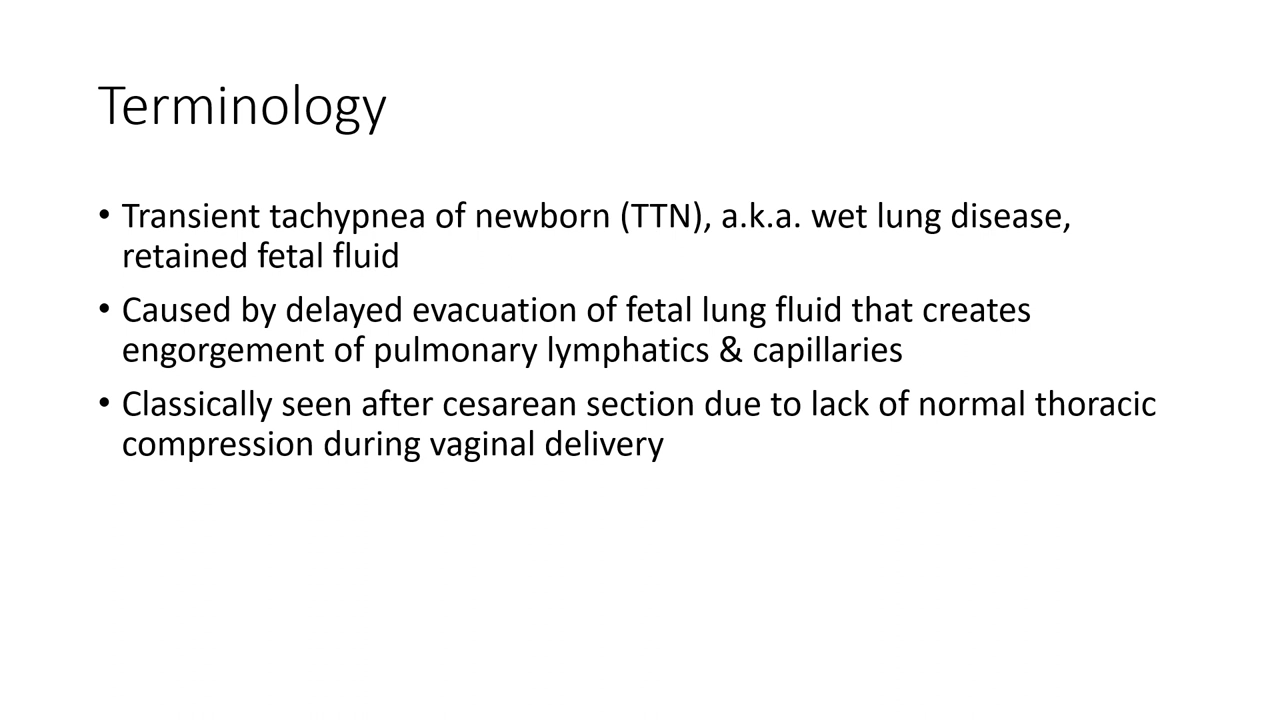 Terminology
• Transient tachypnea of newborn (TTN), a.k.a. wet lung disease,
retained fetal fluid
• Caused by delayed evacuation of fetal lung fluid that creates
engorgement of pulmonary lymphatics & capillaries
• Classically seen after cesarean section due to lack of normal thoracic
compression during vaginal delivery